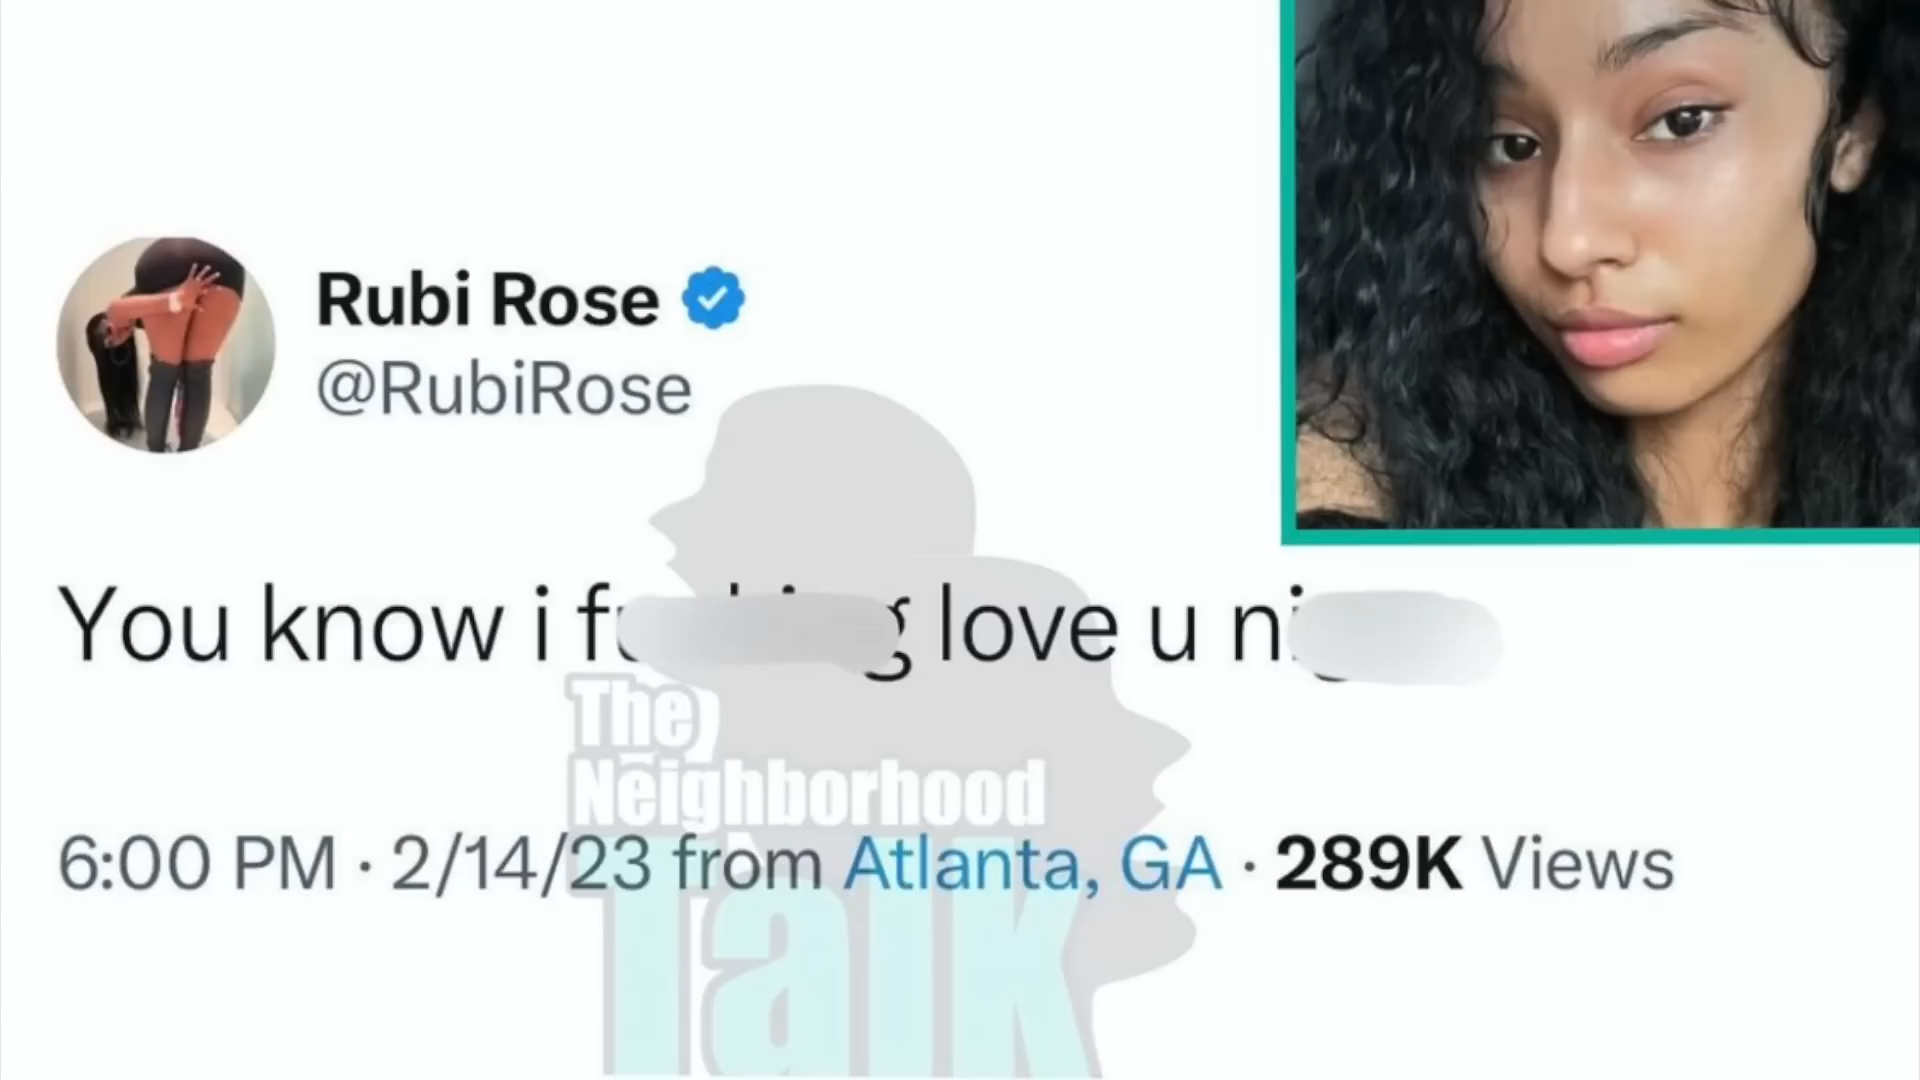 Rubi Rose
@RubiRose
You know i love u
The
Neighborhood
6:00 PM · 2/14/23 from Atlanta, GA · 289K Views
Talk